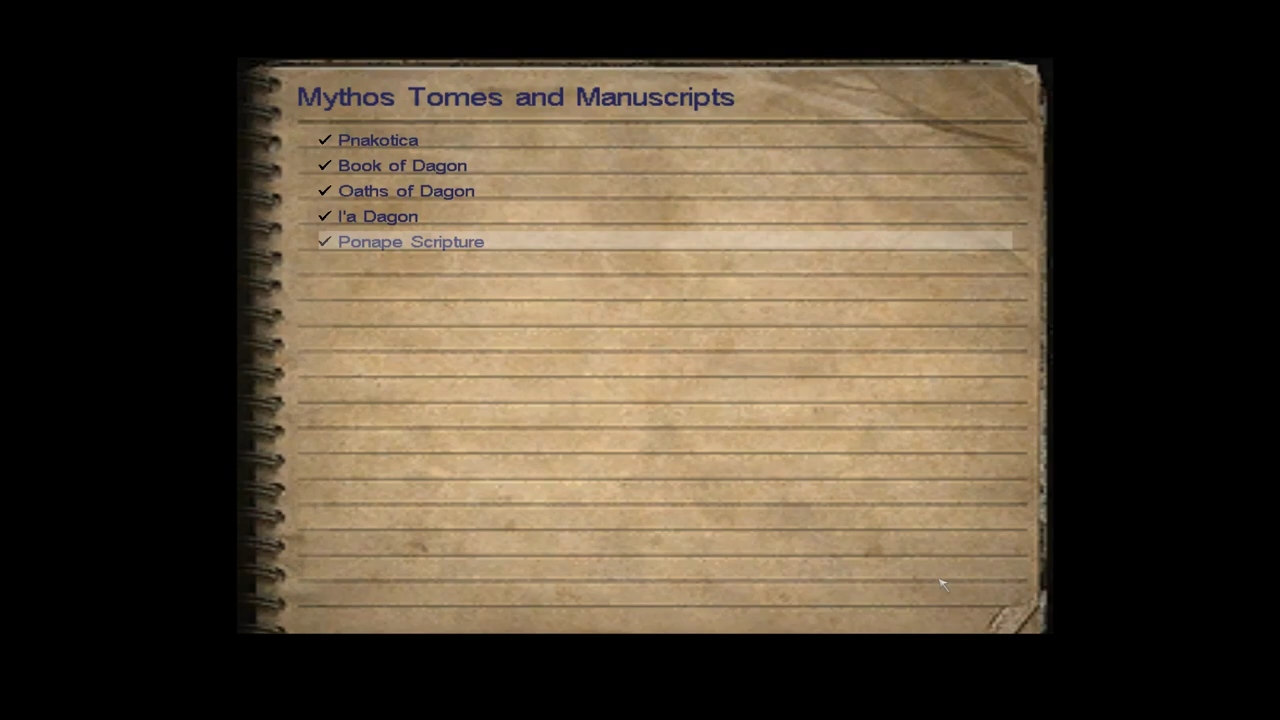 Mythos Tomes and Manuscripts
✓ Pnakotica
✓ Book of Dagon
✓ Oaths of Dagon
✓ I'a Dagon
✓ Ponape Scripture